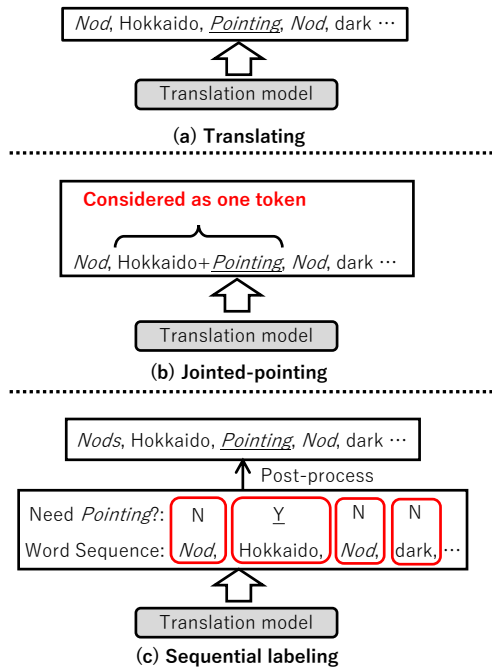 Nod, Hokkaido, Pointing, Nod, dark ⋯
Translation model
(a) Translating
Considered as one token
Nod, Hokkaido+Pointing, Nod, dark ⋯
Translation model
(b) Jointed-pointing
Nods, Hokkaido, Pointing, Nod, dark ⋯
Post-process
Need Pointing?: N Y N N
Word Sequence: Nod, Hokkaido, Nod, dark, ⋯
Translation model
(c) Sequential labeling